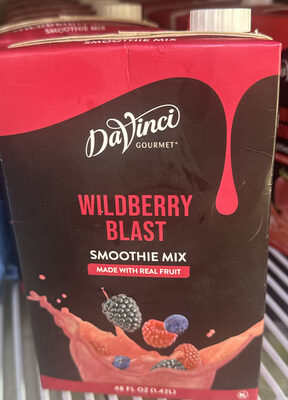 SMOOTHIE MIX
DaVinci
GOURMET®
WILDBERRY
BLAST
SMOOTHIE MIX
MADE WITH REAL FRUIT
48 FL OZ (1.42L)